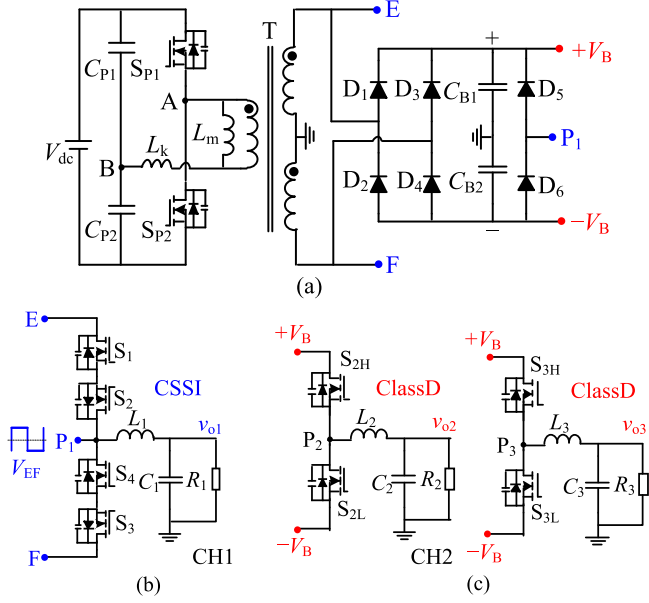 T
E
C_P1
S_P1
A
V_dc
B
L_k
L_m
C_P2
S_P2
F
D_1
D_3
D_2
D_4
+
C_B1
C_B2
−
D_5
D_6
+V_B
P_1
−V_B
(a)
E
S_1
S_2
CSSI
L_1
v_o1
P_1
V_EF
S_4
S_3
C_1
R_1
F
CH1
(b)
+V_B
S_2H
ClassD
L_2
v_o2
P_2
C_2
R_2
S_2L
−V_B
CH2
+V_B
S_3H
ClassD
L_3
v_o3
P_3
C_3
R_3
S_3L
−V_B
(c)